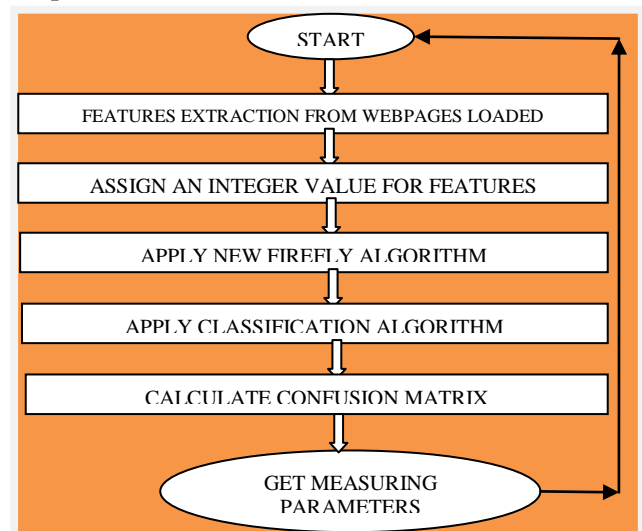 START
FEATURES EXTRACTION FROM WEBPAGES LOADED
ASSIGN AN INTEGER VALUE FOR FEATURES
APPLY NEW FIREFLY ALGORITHM
APPLY CLASSIFICATION ALGORITHM
CALCULATE CONFUSION MATRIX
GET MEASURING
PARAMETERS